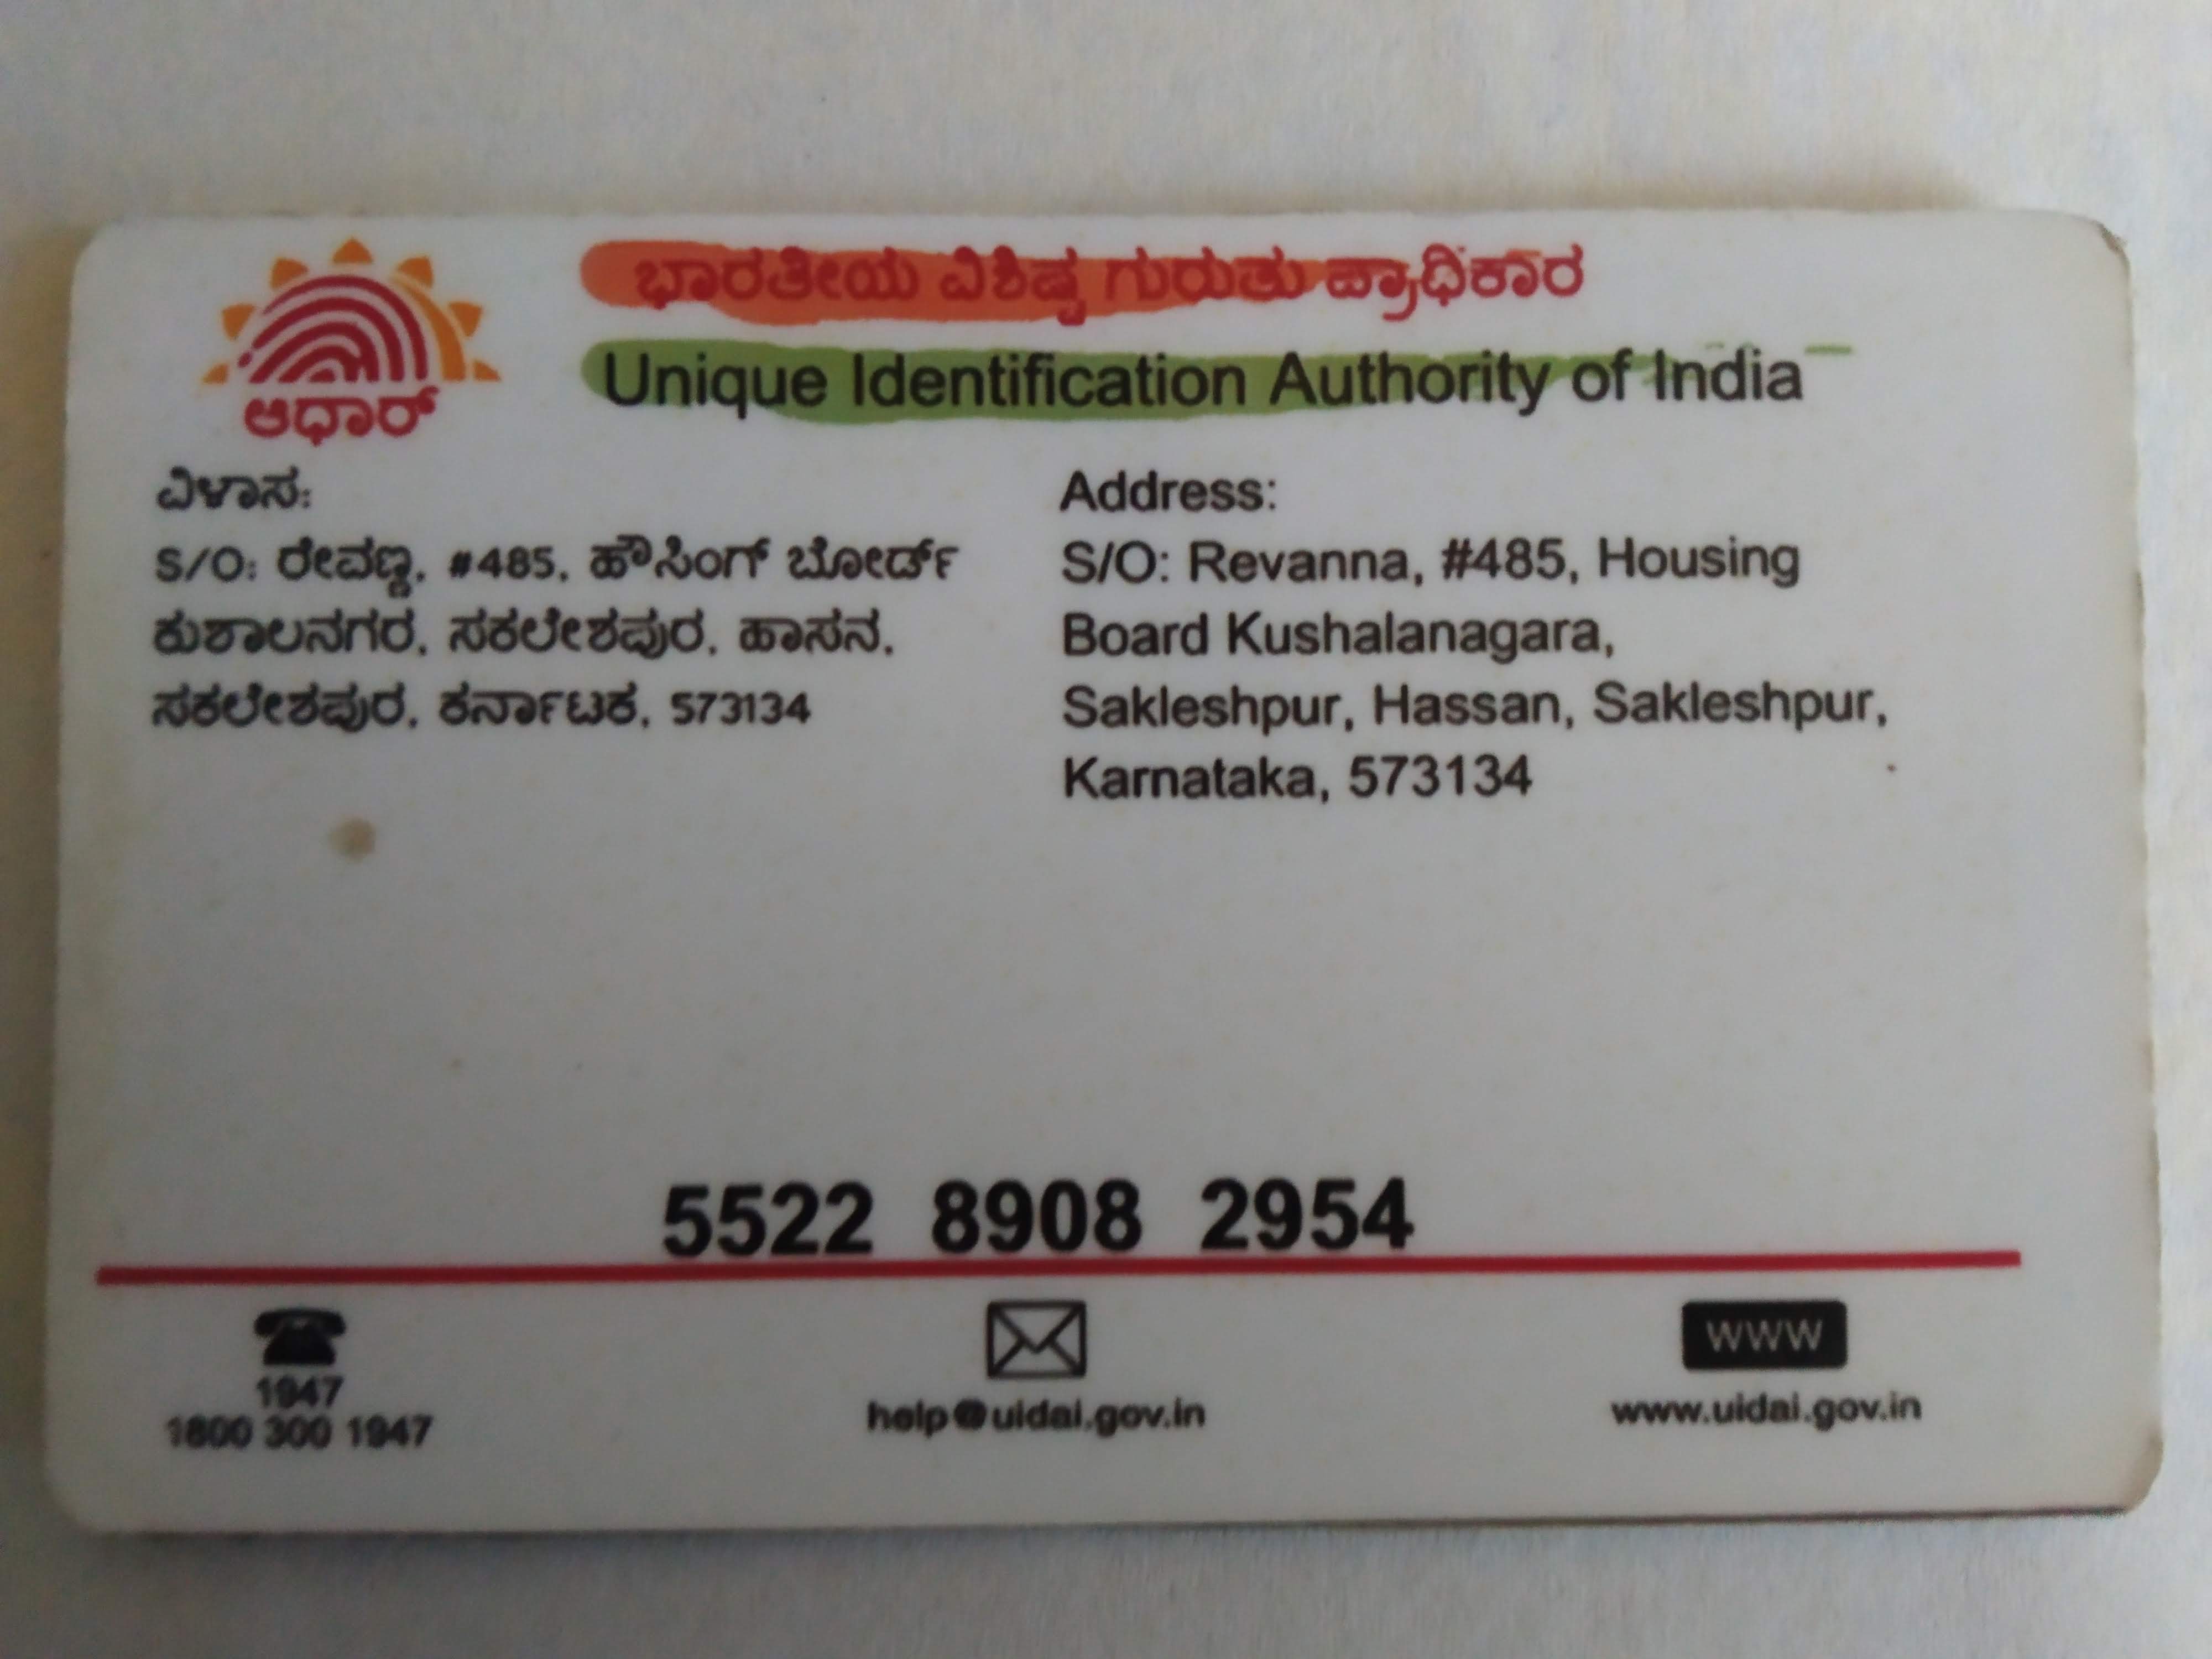 ಆಧಾರ್
ಭಾರತೀಯ ವಿಶಿಷ್ಟ ಗುರುತು ಪ್ರಾಧಿಕಾರ
Unique Identification Authority of India
ವಿಳಾಸ:
S/O: ರೇವಣ್ಣ, #485, ಹೌಸಿಂಗ್ ಬೋರ್ಡ್
ಕುಶಾಲನಗರ, ಸಕಲೇಶಪುರ, ಹಾಸನ,
ಸಕಲೇಶಪುರ, ಕರ್ನಾಟಕ, 573134
Address:
S/O: Revanna, #485, Housing
Board Kushalanagara,
Sakleshpur, Hassan, Sakleshpur,
Karnataka, 573134
5522 8908 2954
1947
1800 300 1947
help@uidai.gov.in
www
www.uidai.gov.in